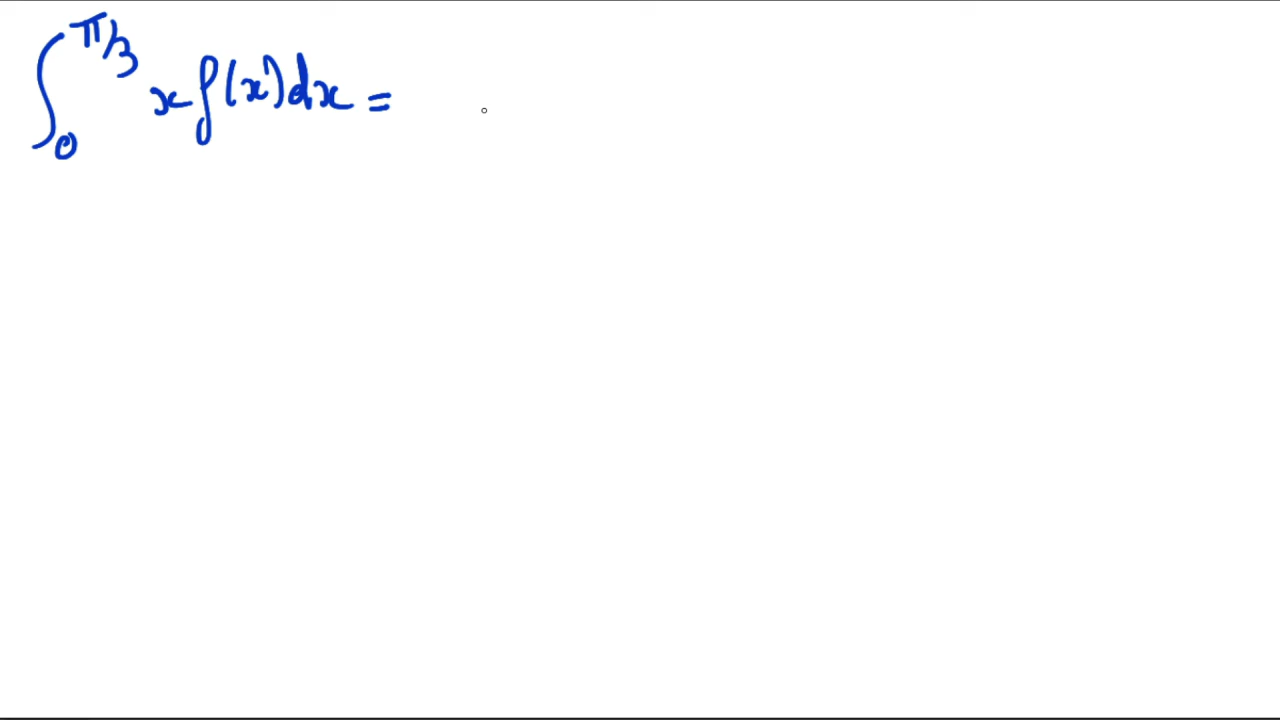 ∫₀^{π/3} x f(x) dx =